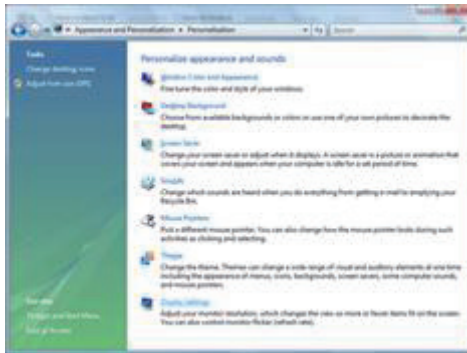 Appearance and Personalization ▸ Personalization
Search
Tasks
Change desktop icons
Adjust font size (DPI)
Personalize appearance and sounds
Window Color and Appearance
Fine tune the color and style of your windows.
Desktop Background
Choose from available backgrounds or colors or use one of your own pictures to decorate the
desktop.
Screen Saver
Change your screen saver or adjust when it displays. A screen saver is a picture or animation that
covers your screen and appears when your computer is idle for a set period of time.
Sounds
Change which sounds are heard when you do everything from getting e-mail to emptying your
Recycle Bin.
Mouse Pointers
Pick a different mouse pointer. You can also change how the mouse pointer looks during such
activities as clicking and selecting.
Theme
Change the theme. Themes can change a wide range of visual and auditory elements at one time
including the appearance of menus, icons, backgrounds, screen savers, some computer sounds,
and mouse pointers.
Display Settings
Adjust your monitor resolution, which changes the view so more or fewer items fit on the screen.
You can also control monitor flicker (refresh rate).
See also
Taskbar and Start Menu
Ease of Access